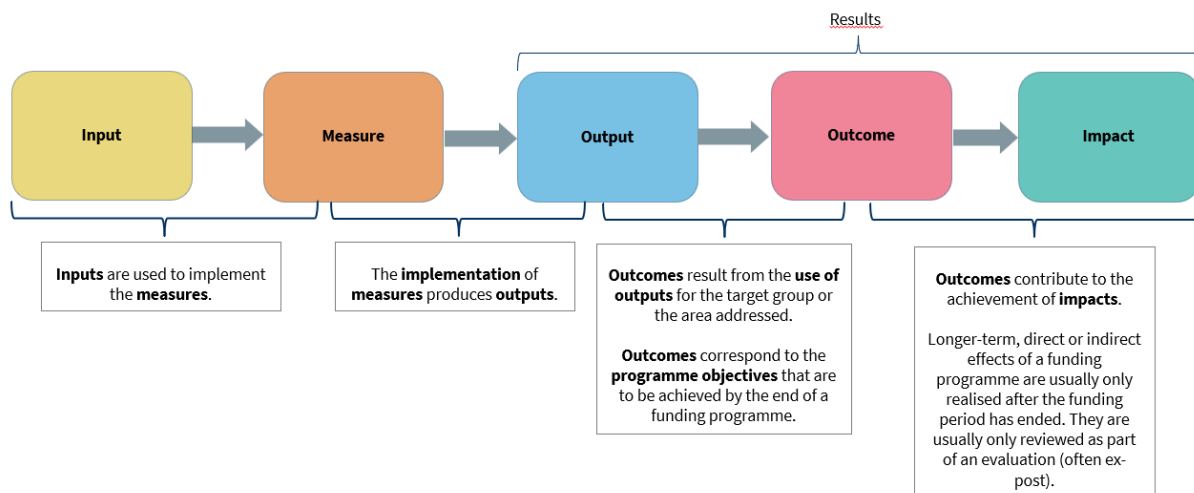 Results
Input
Measure
Output
Outcome
Impact
Inputs are used to implement
the measures.
The implementation of
measures produces outputs.
Outcomes result from the use of
outputs for the target group or
the area addressed.
Outcomes correspond to the
programme objectives that are
to be achieved by the end of a
funding programme.
Outcomes contribute to the
achievement of impacts.
Longer-term, direct or indirect
effects of a funding
programme are usually only
realised after the funding
period has ended. They are
usually only reviewed as part
of an evaluation (often ex-
post).